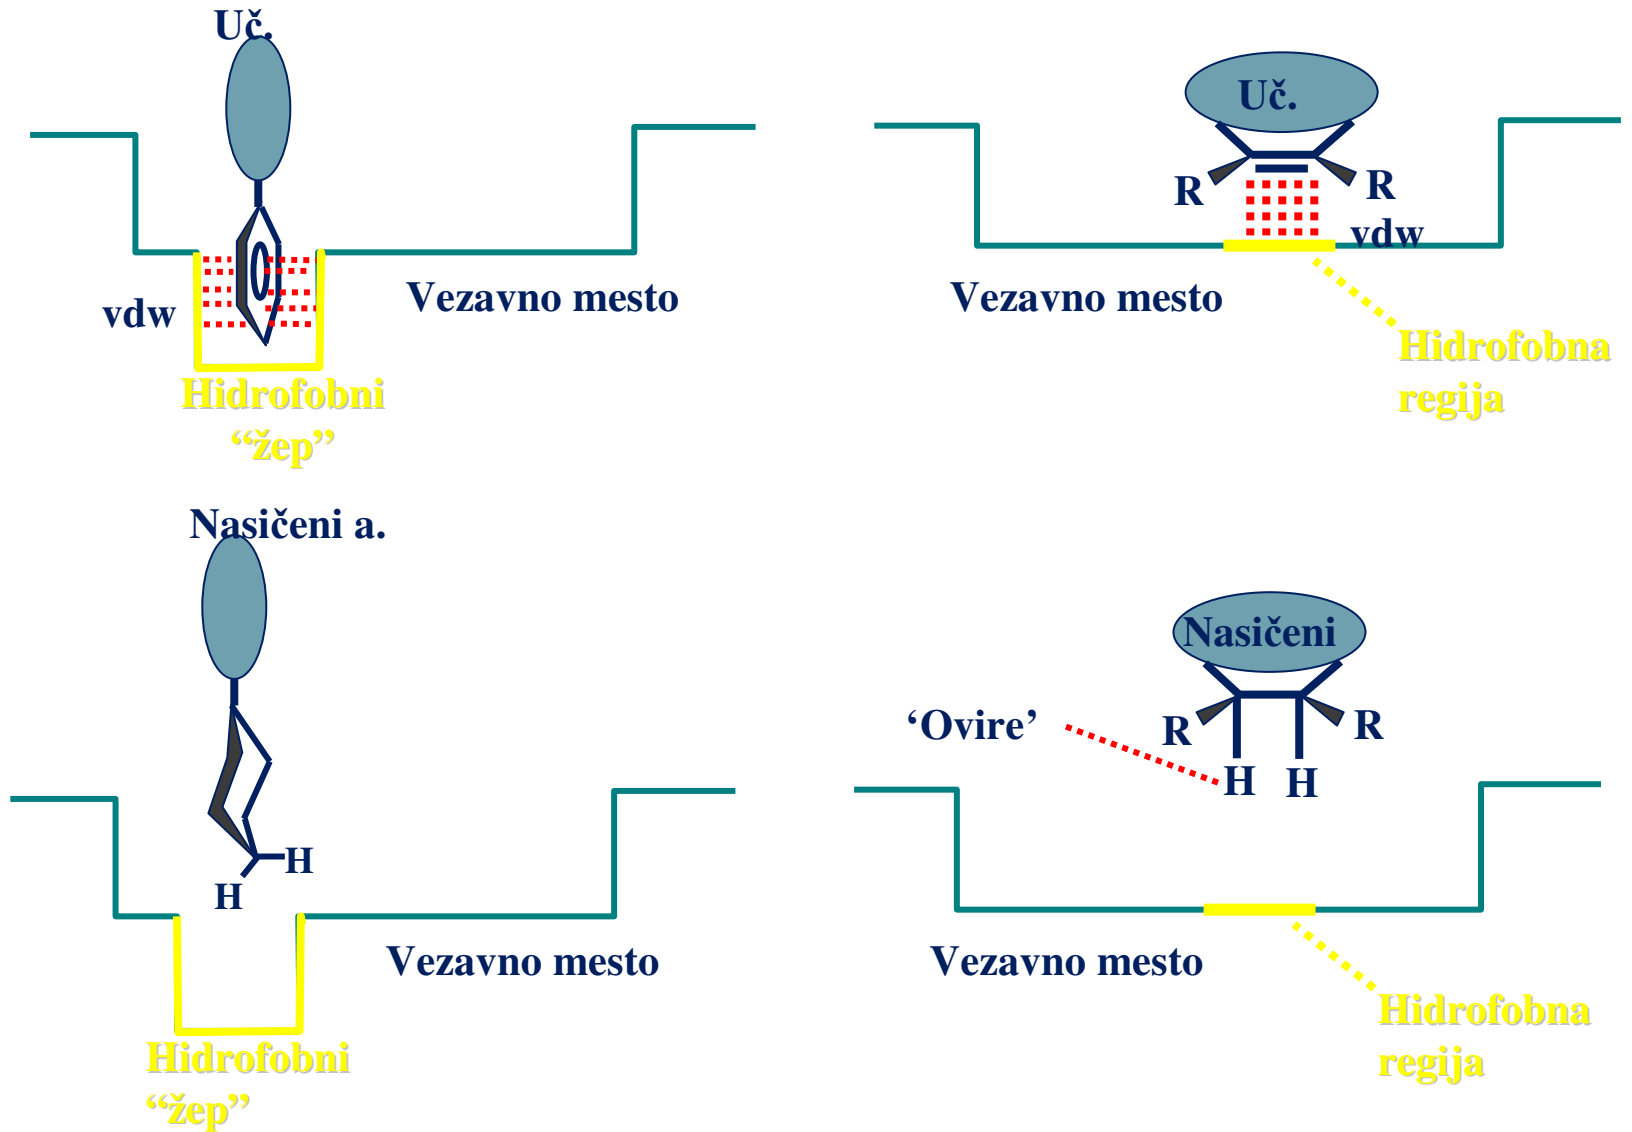 Uč.
vdw
Vezavno mesto
Hidrofobni
“žep”
Uč.
R
R
vdw
Vezavno mesto
Hidrofobna
regija
Nasičeni a.
H
H
Vezavno mesto
Hidrofobni
“žep”
Nasičeni
‘Ovire’
R
R
H
H
Vezavno mesto
Hidrofobna
regija